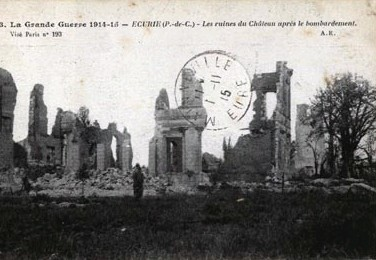 3. La Grande Guerre 1914-15 — ECURIE (P.-de-C.) - Les ruines du Château après le bombardement.
Visé Paris n° 193
A. R.
11
15